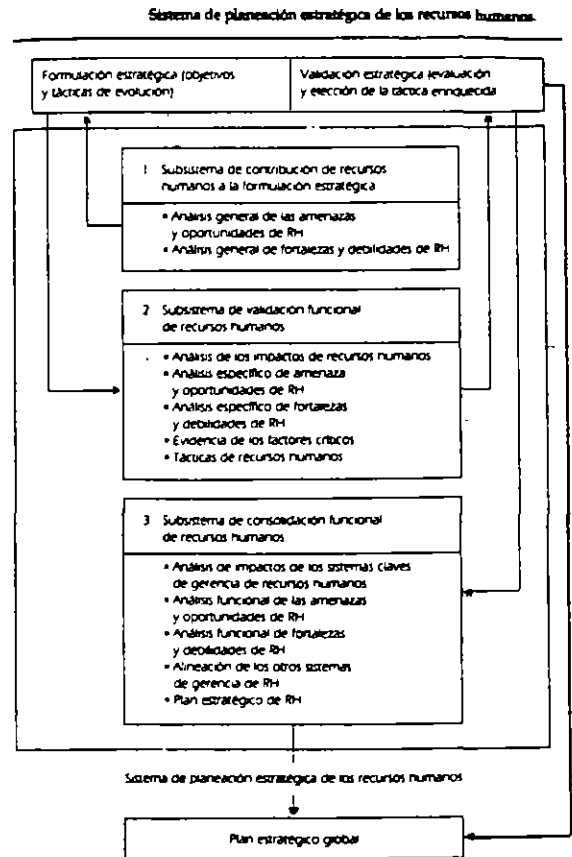 Sistema de planeación estratégica de los recursos humanos.
Formulación estratégica (objetivos
y tácticas de evolución)
Validación estratégica (evaluación
y elección de la táctica enriquecida
1 Subsistema de contribución de recursos
humanos a la formulación estratégica
• Análisis general de las amenazas
y oportunidades de RH
• Análisis general de fortalezas y debilidades de RH
2 Subsistema de validación funcional
de recursos humanos
• Análisis de los impactos de recursos humanos
• Análisis específico de amenaza
y oportunidades de RH
• Análisis específico de fortalezas
y debilidades de RH
• Evidencia de los factores críticos
• Tácticas de recursos humanos
3 Subsistema de consolidación funcional
de recursos humanos
• Análisis de impactos de los sistemas claves
de gerencia de recursos humanos
• Análisis funcional de las amenazas
y oportunidades de RH
• Análisis funcional de fortalezas
y debilidades de RH
• Alineación de los otros sistemas
de gerencia de RH
• Plan estratégico de RH
Sistema de planeación estratégica de los recursos humanos
Plan estratégico global